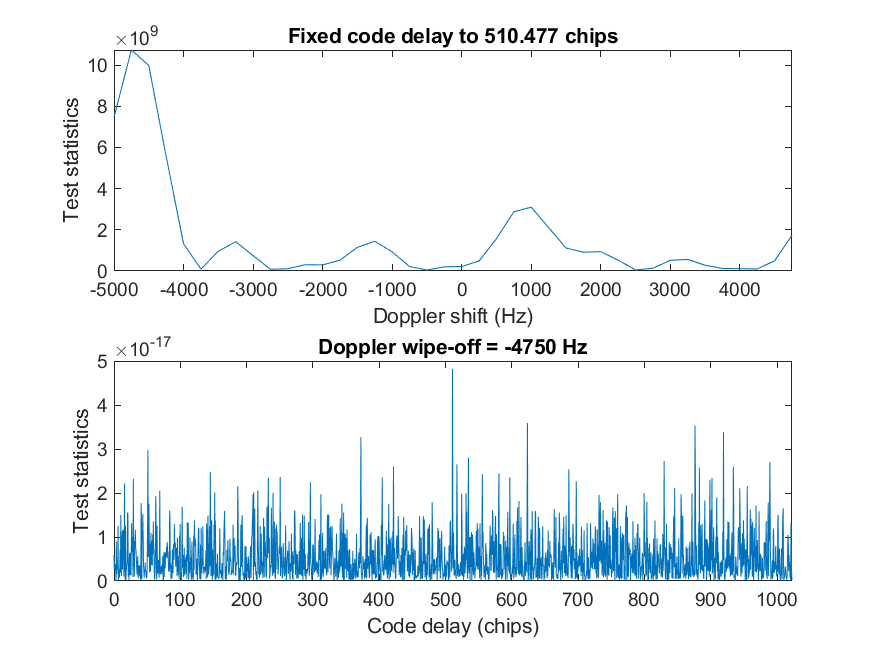 Fixed code delay to 510.477 chips
×10^9
10
8
6
4
2
0
Test statistics
-5000 -4000 -3000 -2000 -1000 0 1000 2000 3000 4000
Doppler shift (Hz)
Doppler wipe-off = -4750 Hz
×10^-17
5
4
3
2
1
0
Test statistics
0 100 200 300 400 500 600 700 800 900 1000
Code delay (chips)